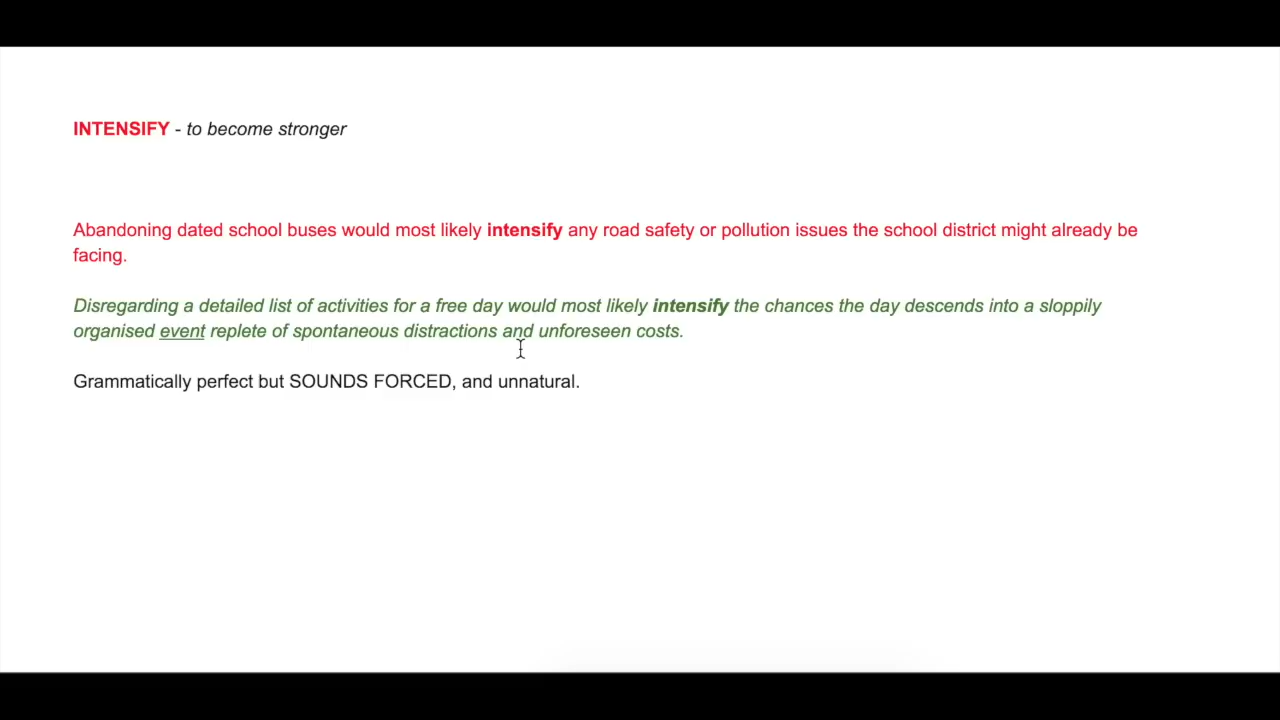 INTENSIFY - to become stronger
Abandoning dated school buses would most likely intensify any road safety or pollution issues the school district might already be
facing.
Disregarding a detailed list of activities for a free day would most likely intensify the chances the day descends into a sloppily
organised event replete of spontaneous distractions and unforeseen costs.
Grammatically perfect but SOUNDS FORCED, and unnatural.